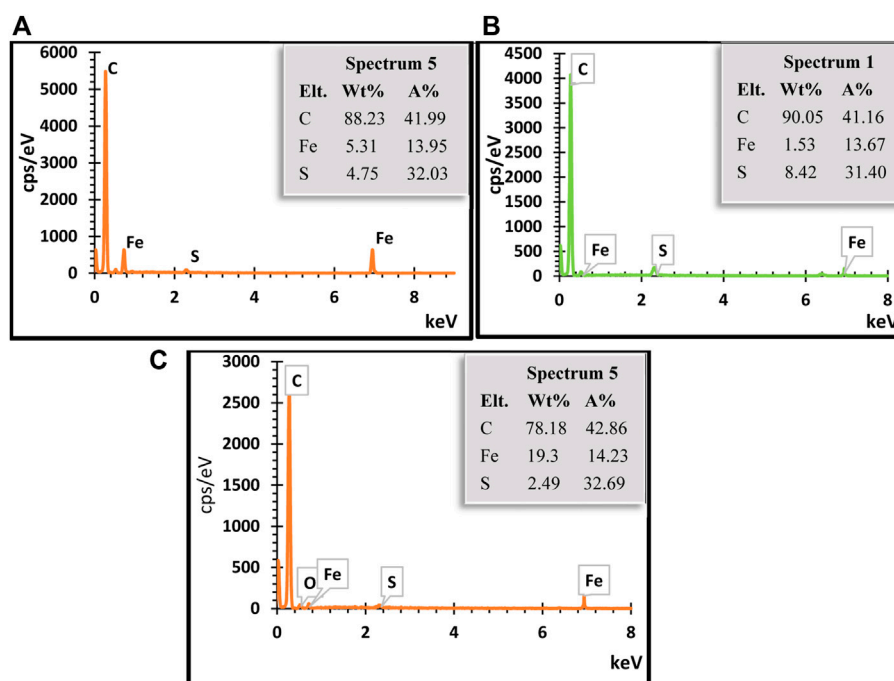 A
6000
5000
4000
3000
2000
1000
0
cps/eV
C
Fe
S
Fe
0 2 4 6 8
keV
Spectrum 5
Elt. Wt% A%
C 88.23 41.99
Fe 5.31 13.95
S 4.75 32.03
B
4500
4000
3500
3000
2500
2000
1500
1000
500
0
cps/eV
C
Fe
S
Fe
0 2 4 6 8
keV
Spectrum 1
Elt. Wt% A%
C 90.05 41.16
Fe 1.53 13.67
S 8.42 31.40
C
3000
2500
2000
1500
1000
500
0
cps/eV
C
O
Fe
S
Fe
0 2 4 6 8
keV
Spectrum 5
Elt. Wt% A%
C 78.18 42.86
Fe 19.3 14.23
S 2.49 32.69